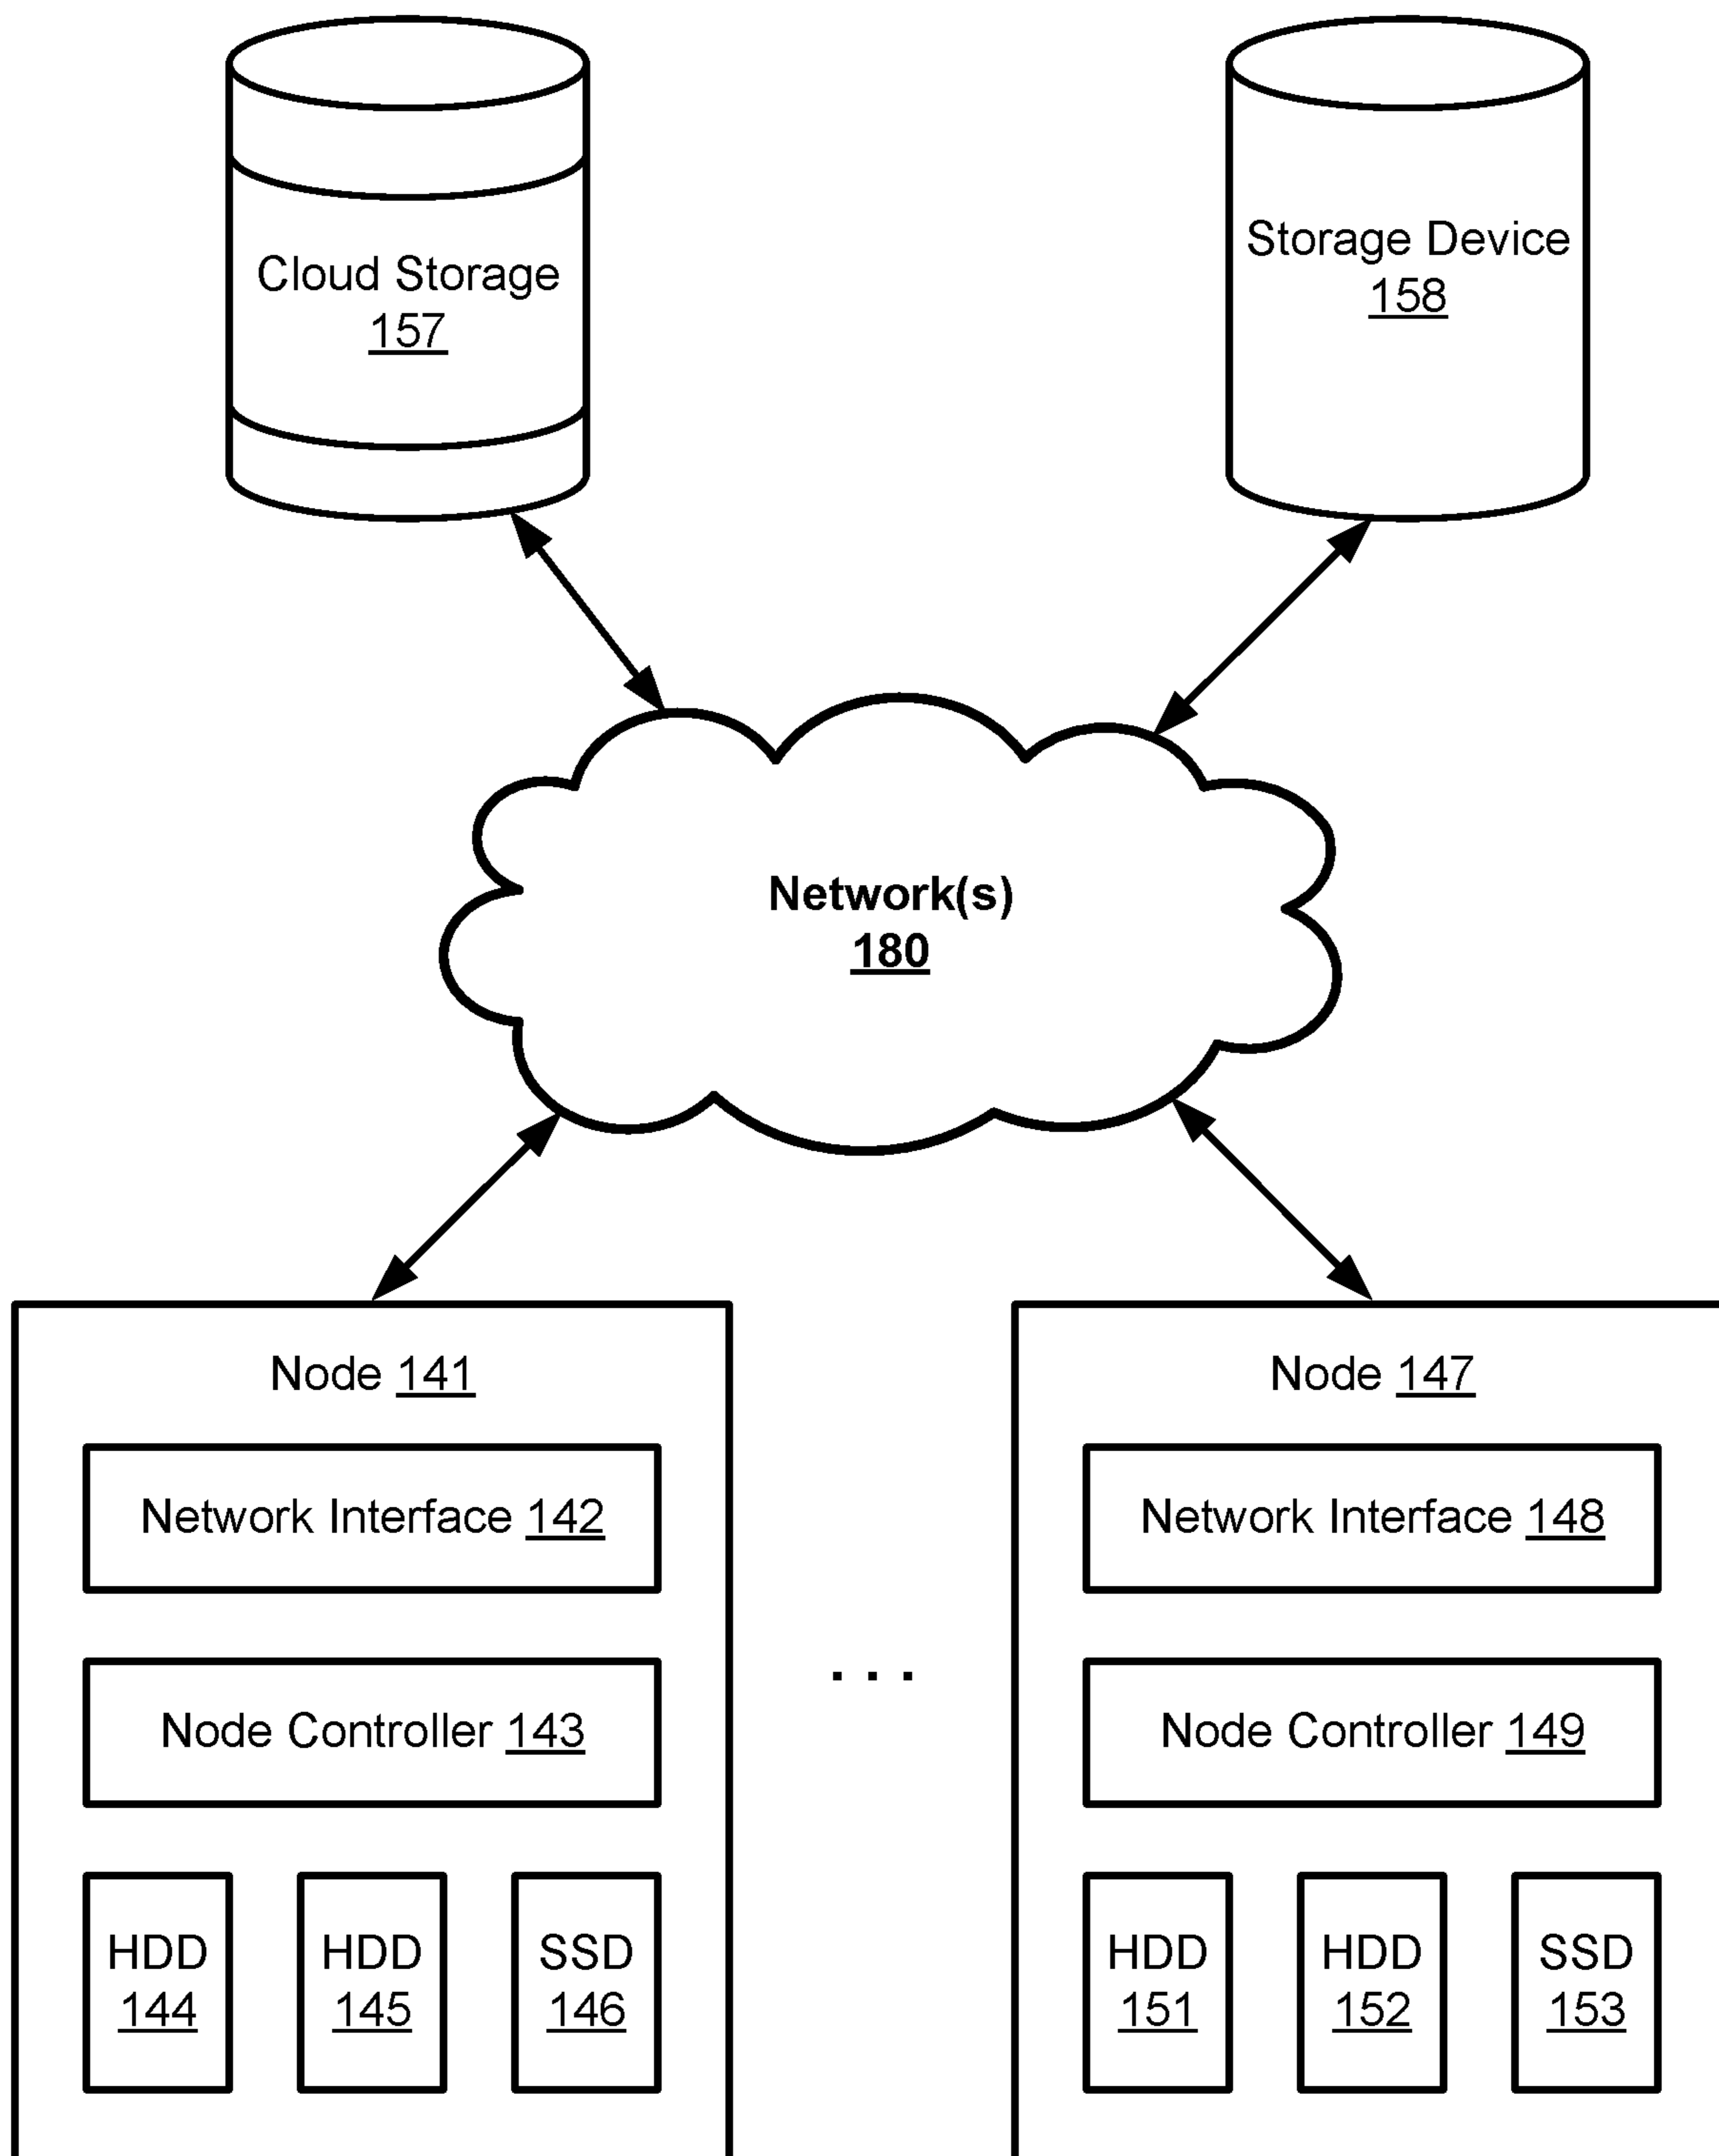 Cloud Storage
157
Storage Device
158
Network(s)
180
Node 141
Network Interface 142
Node Controller 143
HDD
144
HDD
145
SSD
146
. . .
Node 147
Network Interface 148
Node Controller 149
HDD
151
HDD
152
SSD
153